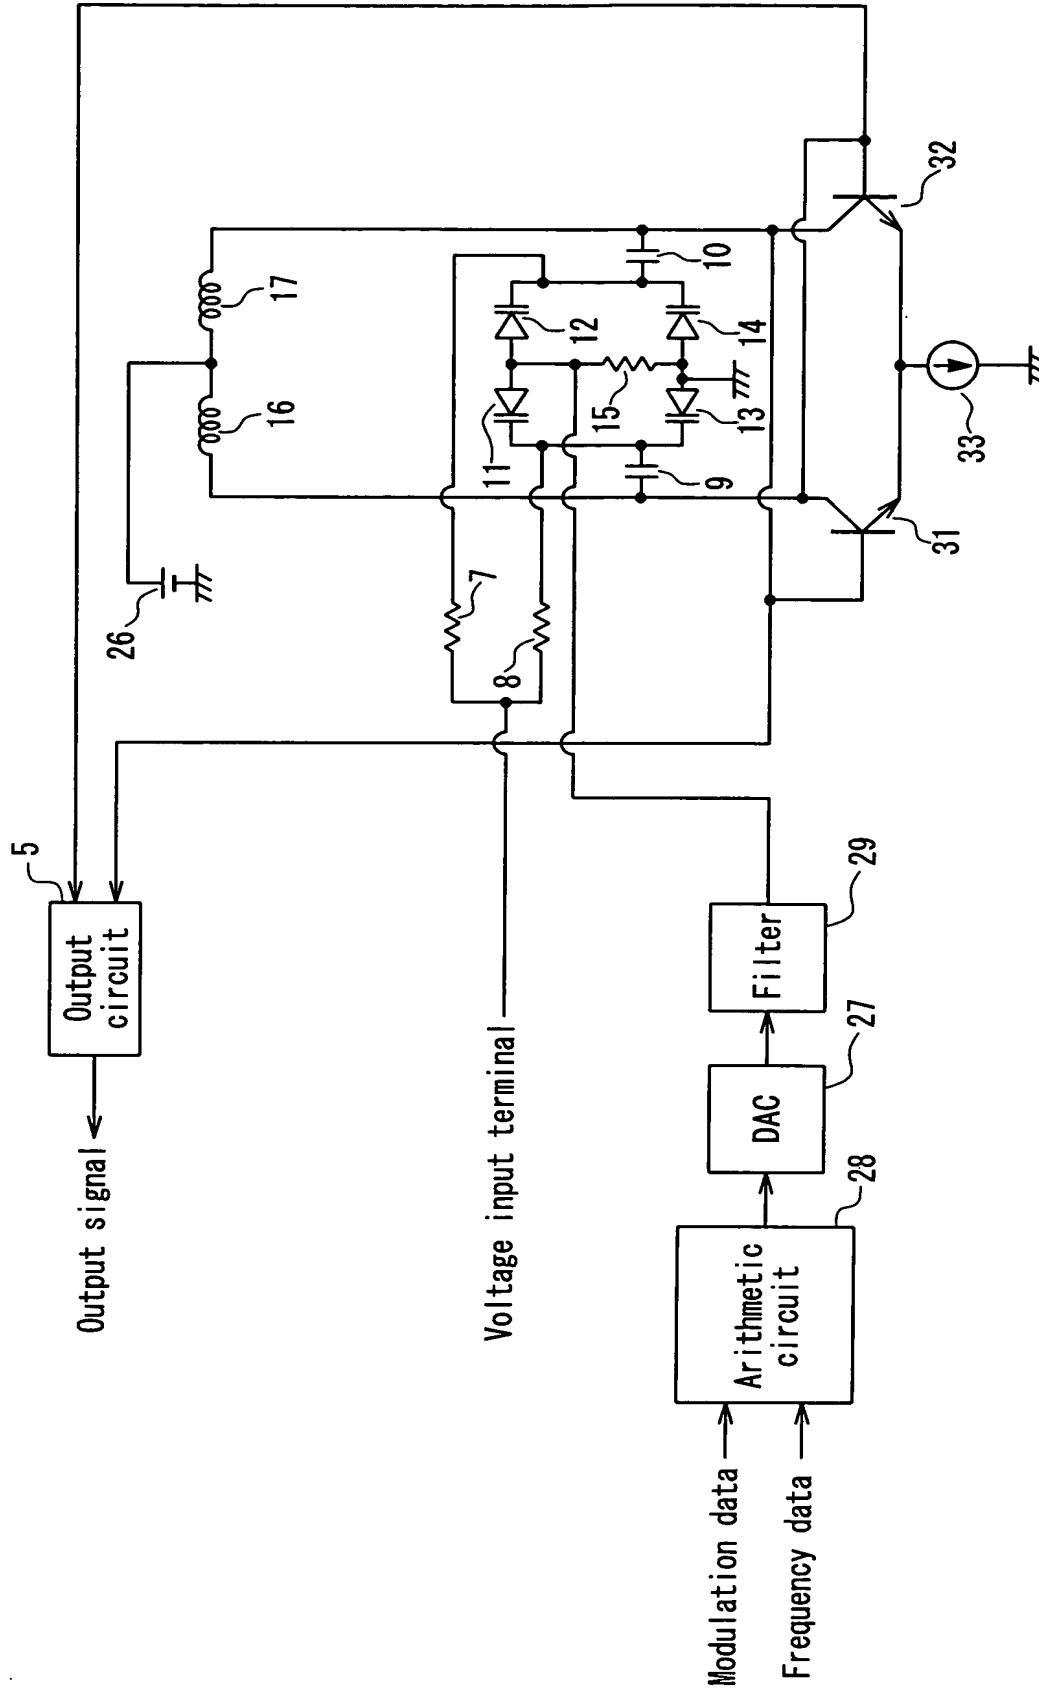 5
Output
circuit
Output signal
26
16
17
7
8
11
12
15
13
14
9
10
Voltage input terminal
31
32
33
Modulation data
Frequency data
Arithmetic
circuit
28
DAC
27
Filter
29